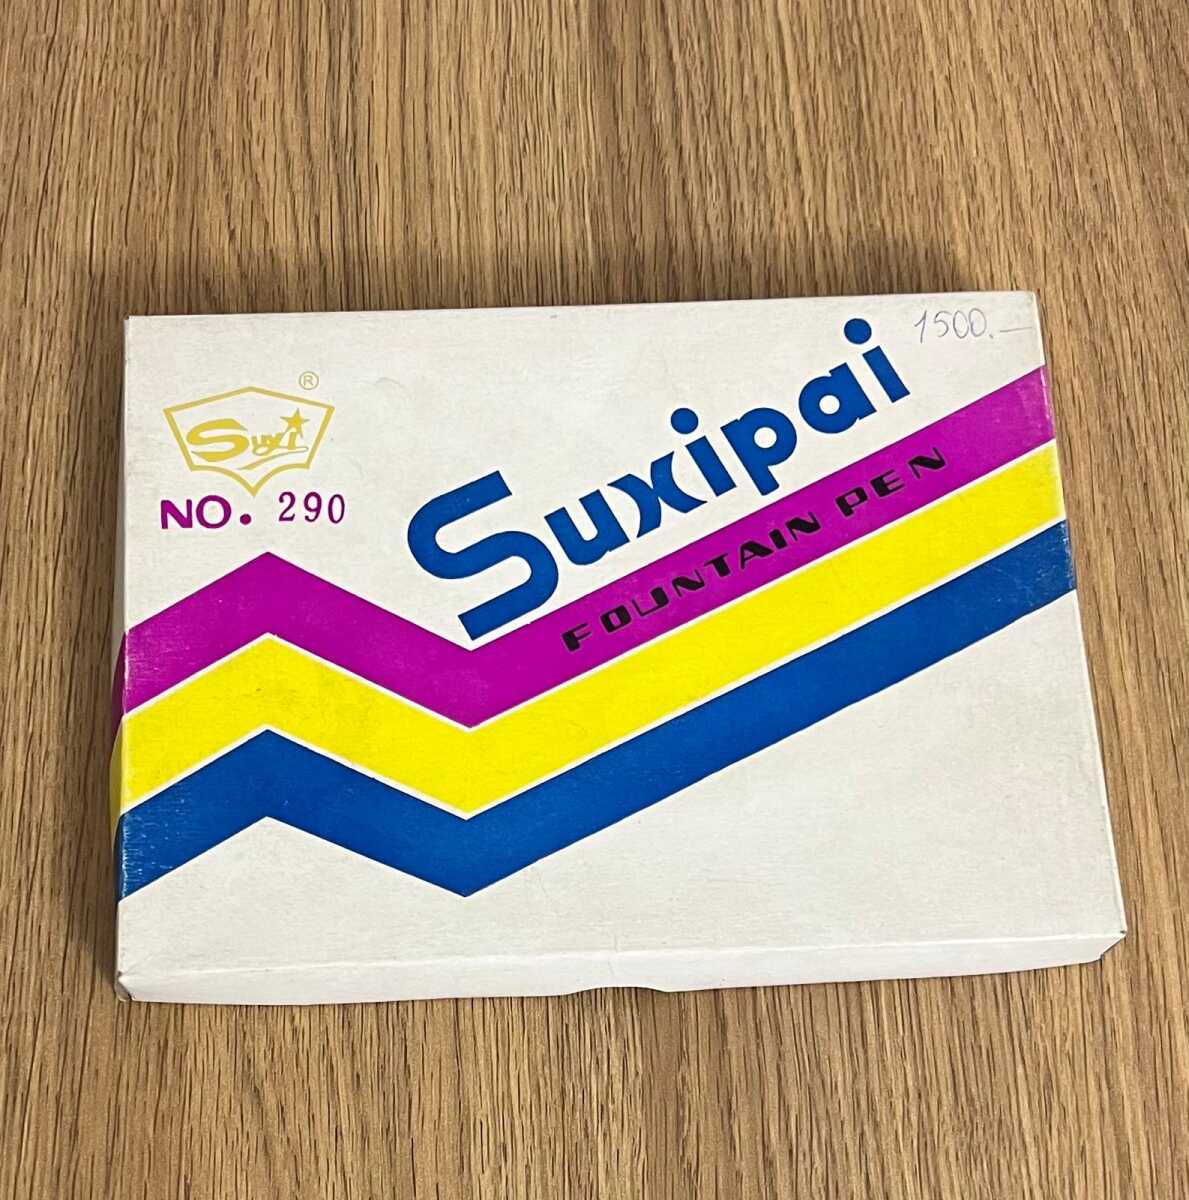 1500.—
®
Suxi
NO. 290
Suxipai
FOUNTAIN PEN